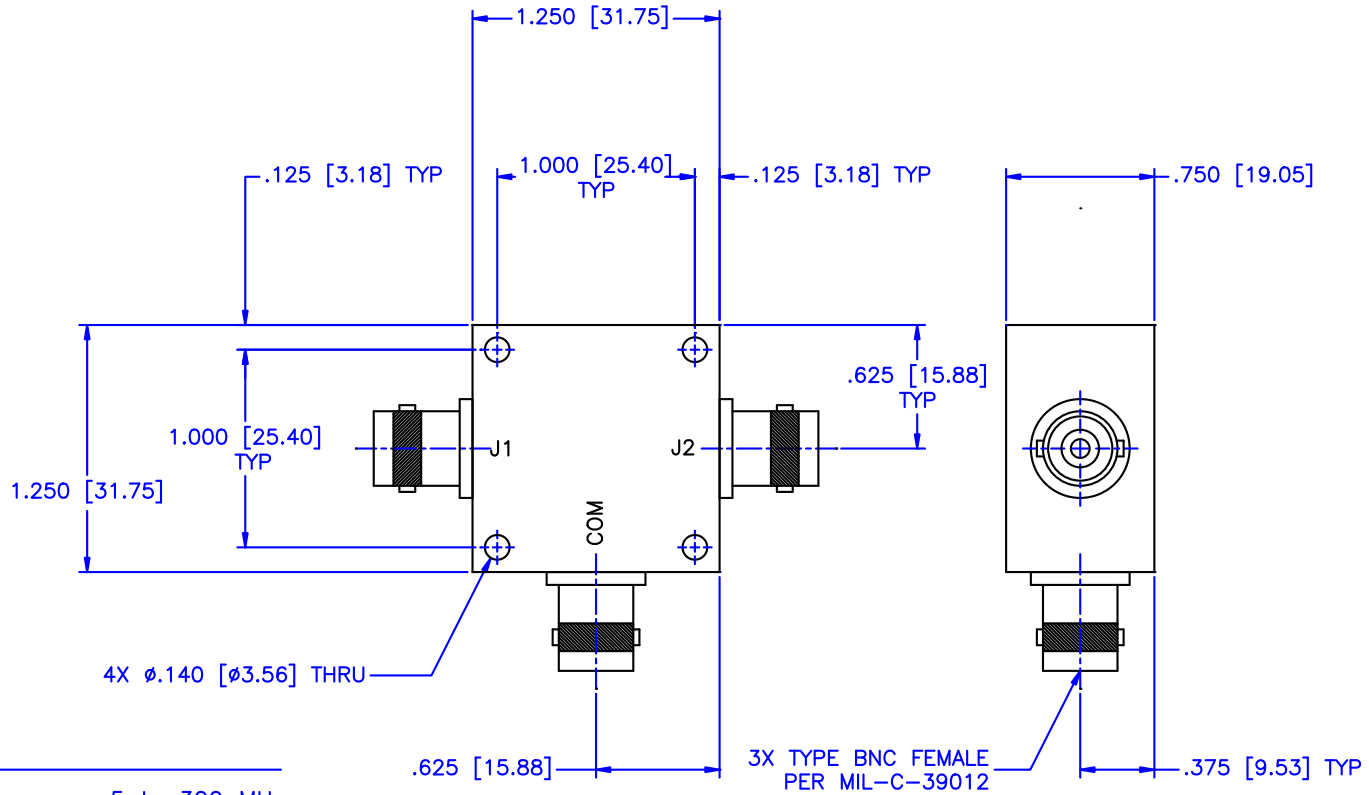 1.250 [31.75]
.125 [3.18] TYP
1.000 [25.40]
TYP
.125 [3.18] TYP
.750 [19.05]
.625 [15.88]
TYP
1.000 [25.40]
TYP
J1
J2
1.250 [31.75]
COM
4X ø.140 [ø3.56] THRU
.625 [15.88]
3X TYPE BNC FEMALE
PER MIL-C-39012
.375 [9.53] TYP